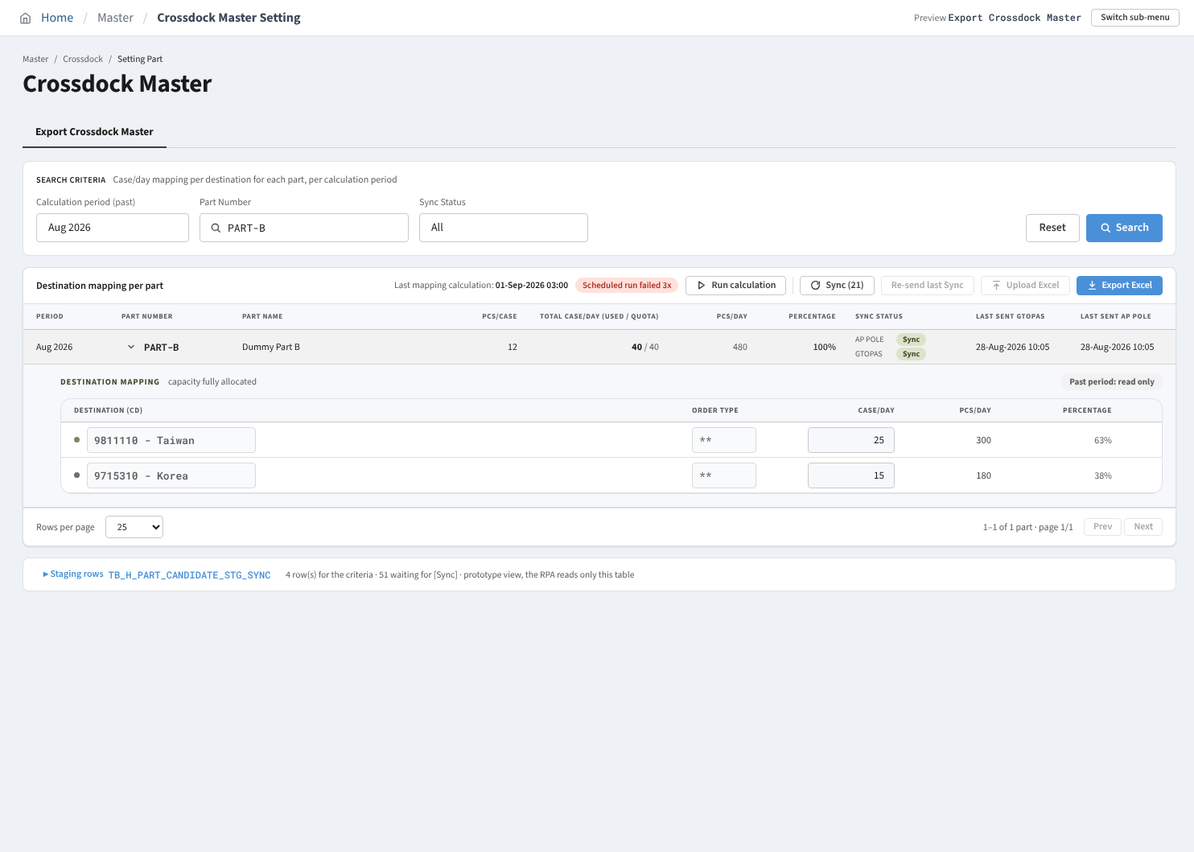 Home / Master / Crossdock Master Setting Preview Export Crossdock Master Switch sub-menu
Master / Crossdock / Setting Part
Crossdock Master
Export Crossdock Master
SEARCH CRITERIA Case/day mapping per destination for each part, per calculation period
Calculation period (past) Part Number Sync Status
Aug 2026 PART-B All Reset Search
Destination mapping per part Last mapping calculation: 01-Sep-2026 03:00 Scheduled run failed 3x Run calculation Sync (21) Re-send last Sync Upload Excel Export Excel
PERIOD PART NUMBER PART NAME PCS/CASE TOTAL CASE/DAY (USED / QUOTA) PCS/DAY PERCENTAGE SYNC STATUS LAST SENT GTOPAS LAST SENT AP POLE
Aug 2026 PART-B Dummy Part B 12 40 / 40 480 100% AP POLE Sync 28-Aug-2026 10:05 28-Aug-2026 10:05
GTOPAS Sync
DESTINATION MAPPING capacity fully allocated Past period: read only
DESTINATION (CD) ORDER TYPE CASE/DAY PCS/DAY PERCENTAGE
9811110 - Taiwan ** 25 300 63%
9715310 - Korea ** 15 180 38%
Rows per page 25 1–1 of 1 part · page 1/1 Prev Next
▸ Staging rows TB_H_PART_CANDIDATE_STG_SYNC 4 row(s) for the criteria · 51 waiting for [Sync] · prototype view, the RPA reads only this table